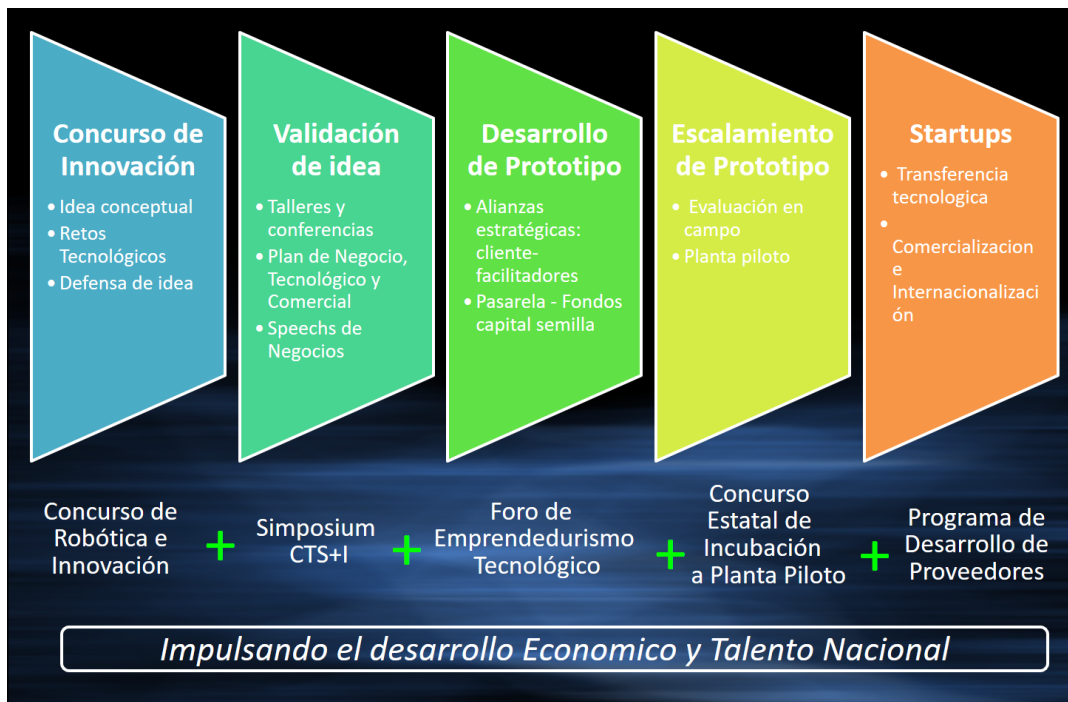 Concurso de
Innovación
• Idea conceptual
• Retos
Tecnológicos
• Defensa de idea
Validación
de idea
• Talleres y
conferencias
• Plan de Negocio,
Tecnológico y
Comercial
• Speechs de
Negocios
Desarrollo
de Prototipo
• Alianzas
estratégicas:
cliente-
facilitadores
• Pasarela - Fondos
capital semilla
Escalamiento
de Prototipo
• Evaluación en
campo
• Planta piloto
Startups
• Transferencia
tecnologica
•
Comercializacion
e
Internacionalizaci
ón
Concurso de
Robótica e
Innovación
+
Simposium
CTS+I
+
Foro de
Emprendedurismo
Tecnológico
+
Concurso
Estatal de
Incubación
a Planta Piloto
+
Programa de
Desarrollo de
Proveedores
Impulsando el desarrollo Economico y Talento Nacional